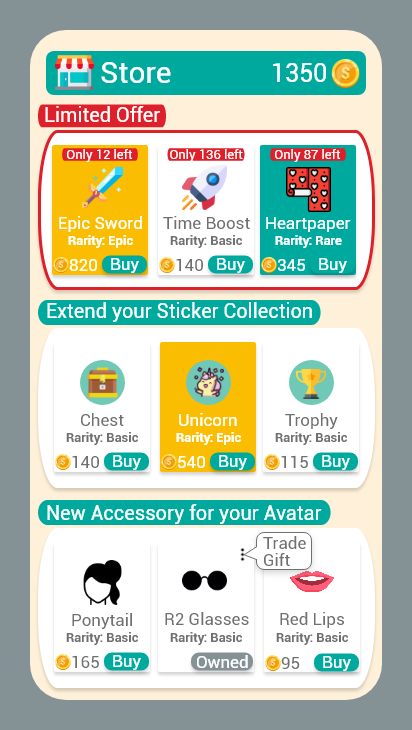 Store 1350
Limited Offer
Only 12 left Only 136 left Only 87 left
Epic Sword Time Boost Heartpaper
Rarity: Epic Rarity: Basic Rarity: Rare
820 Buy 140 Buy 345 Buy
Extend your Sticker Collection
Chest Unicorn Trophy
Rarity: Basic Rarity: Epic Rarity: Basic
140 Buy 540 Buy 115 Buy
New Accessory for your Avatar
Trade
Gift
Ponytail R2 Glasses Red Lips
Rarity: Basic Rarity: Basic Rarity: Basic
165 Buy Owned 95 Buy